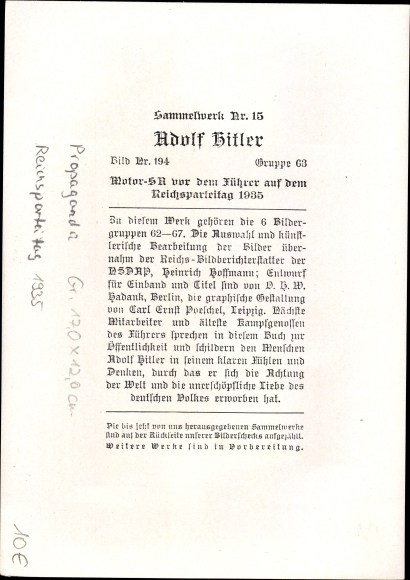 Sammelwerk Nr. 15
Adolf Hitler
Bild Nr. 194 Gruppe 63
Motor-SA vor dem Führer auf dem
Reichsparteitag 1935
Zu diesem Werk gehören die 6 Bilder-
gruppen 62—67. Die Auswahl und künst-
lerische Bearbeitung der Bilder über-
nahm der Reichs-Bildberichterstatter der
NSDAP, Heinrich Hoffmann; Entwurf
für Einband und Titel sind von O. H. W.
Hadank, Berlin, die graphische Gestaltung
von Carl Ernst Poeschel, Leipzig. Nächste
Mitarbeiter und älteste Kampfgenossen
des Führers sprechen in diesem Buch zur
Öffentlichkeit und schildern den Menschen
Adolf Hitler in seinem klaren Fühlen und
Denken, durch das er sich die Achtung
der Welt und die unerschöpfliche Liebe des
deutschen Volkes erworben hat.
Die bis jetzt von uns herausgegebenen Sammelwerke
sind auf der Rückseite unserer Bilderschecks aufgezählt.
Weitere Werke sind in Vorbereitung.
Propaganda Gr. 17,0 x 12,0 cm
Reichsparteitag 1935
10€